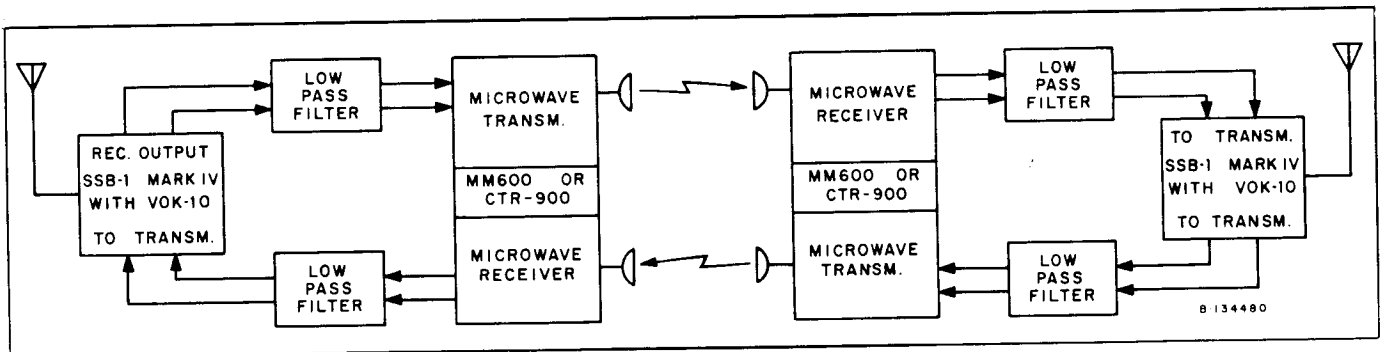 LOW
PASS
FILTER
MICROWAVE
TRANSM.
MICROWAVE
RECEIVER
LOW
PASS
FILTER
REC. OUTPUT
SSB-1 MARK IV
WITH VOK-10
TO TRANSM.
MM600 OR
CTR-900
MM600 OR
CTR-900
TO TRANSM.
SSB-1 MARK IV
WITH VOK-10
TO TRANSM.
LOW
PASS
FILTER
MICROWAVE
RECEIVER
MICROWAVE
TRANSM.
LOW
PASS
FILTER
B-134480